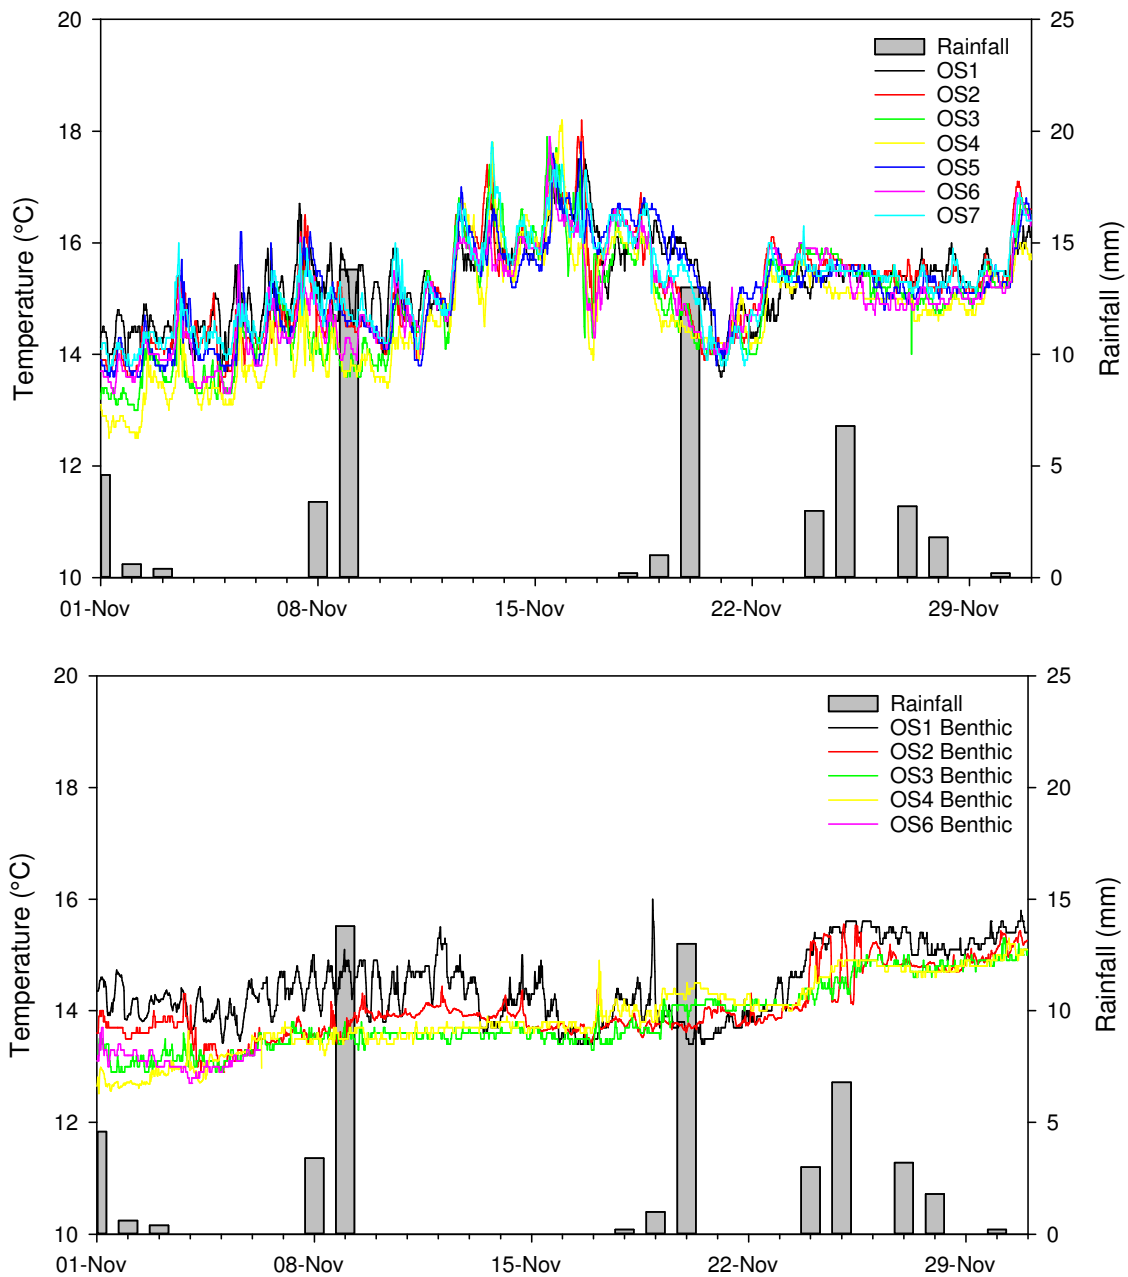 20
18
16
14
12
10
Temperature (°C)
25
20
15
10
5
0
Rainfall (mm)
Rainfall
OS1
OS2
OS3
OS4
OS5
OS6
OS7
01-Nov
08-Nov
15-Nov
22-Nov
29-Nov
20
18
16
14
12
10
Temperature (°C)
25
20
15
10
5
0
Rainfall (mm)
Rainfall
OS1 Benthic
OS2 Benthic
OS3 Benthic
OS4 Benthic
OS6 Benthic
01-Nov
08-Nov
15-Nov
22-Nov
29-Nov